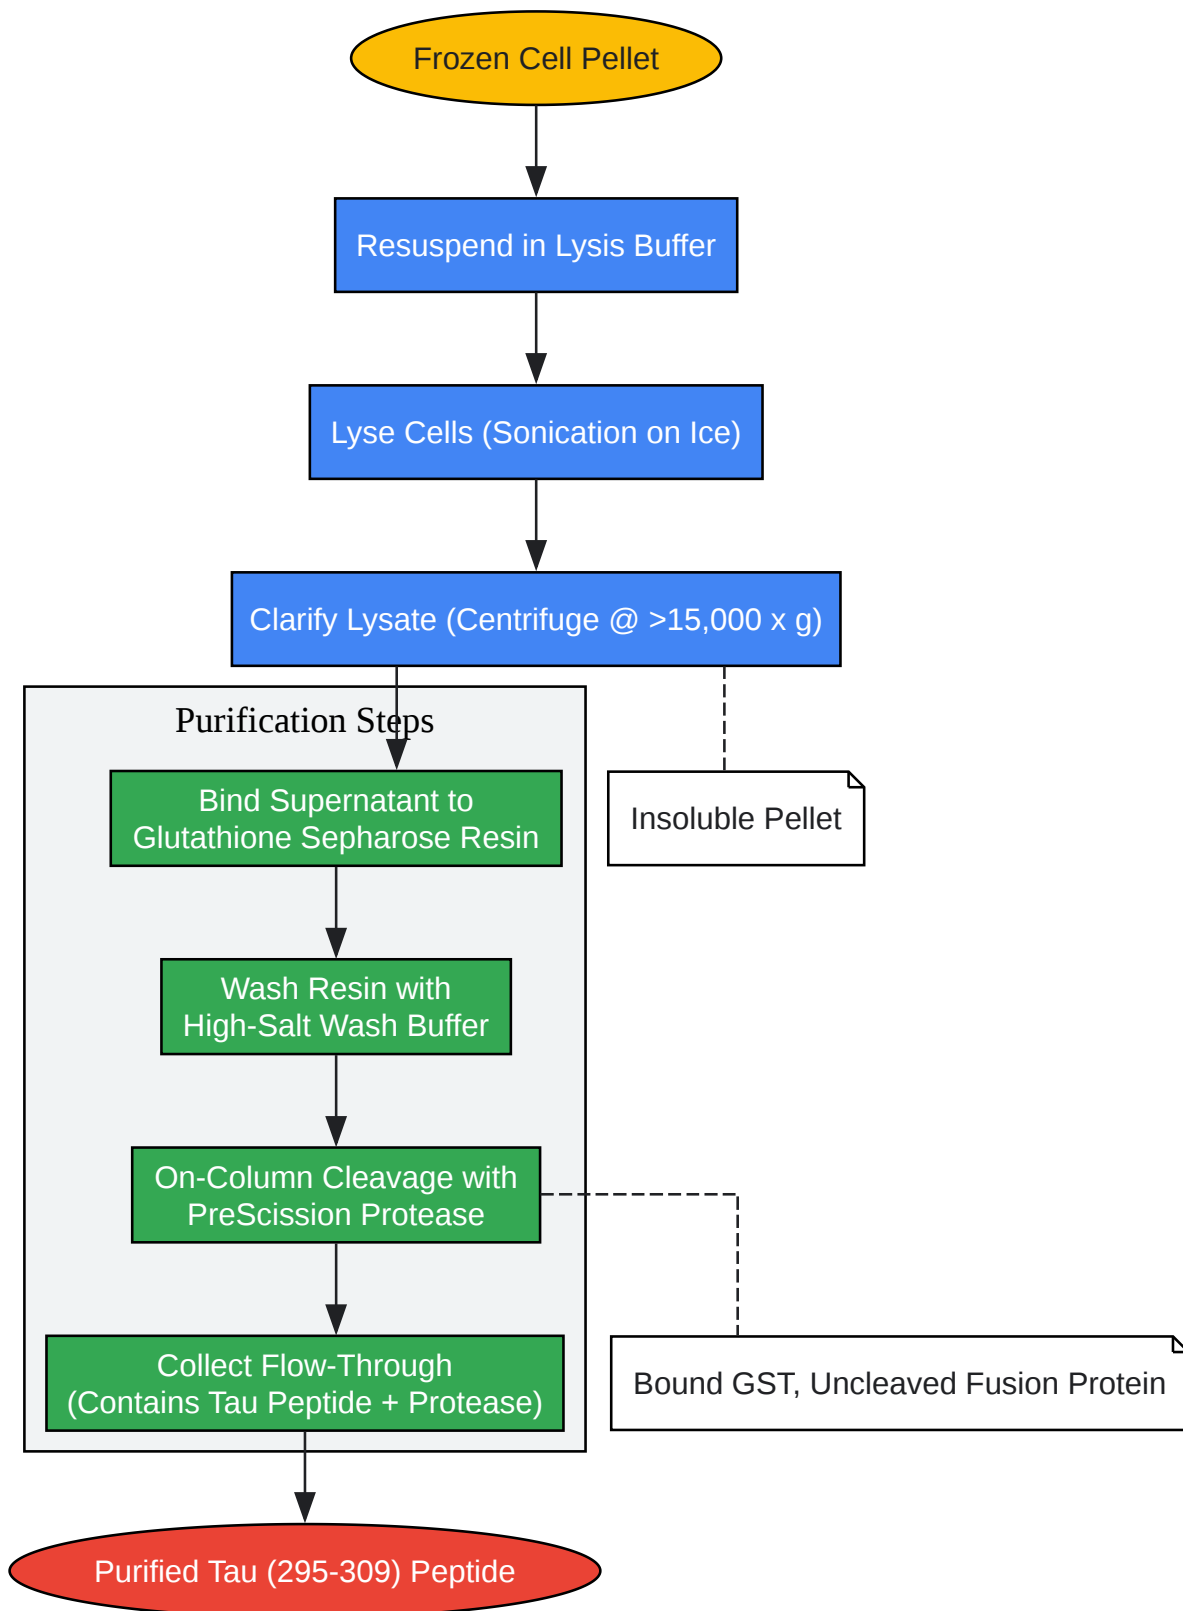 Frozen Cell Pellet
Resuspend in Lysis Buffer
Lyse Cells (Sonication on Ice)
Clarify Lysate (Centrifuge @ >15,000 x g)
Purification Steps
Bind Supernatant to
Glutathione Sepharose Resin
Insoluble Pellet
Wash Resin with
High-Salt Wash Buffer
On-Column Cleavage with
PreScission Protease
Collect Flow-Through
(Contains Tau Peptide + Protease)
Bound GST, Uncleaved Fusion Protein
Purified Tau (295-309) Peptide